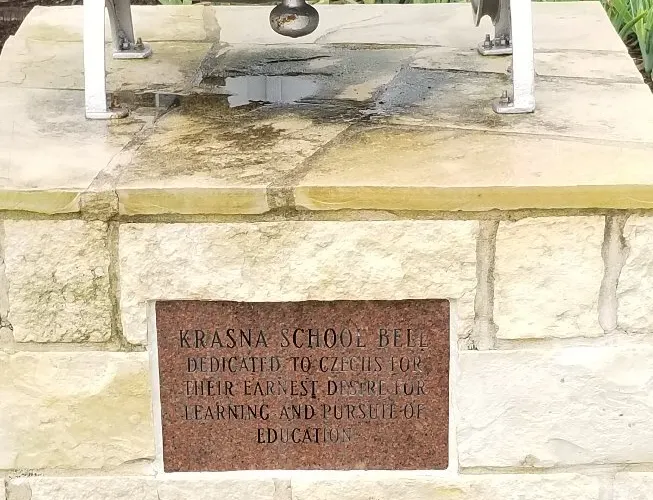 KRASNA SCHOOL BELL
DEDICATED TO CZECHS FOR
THEIR EARNEST DESIRE FOR
LEARNING AND PURSUIT OF
EDUCATION